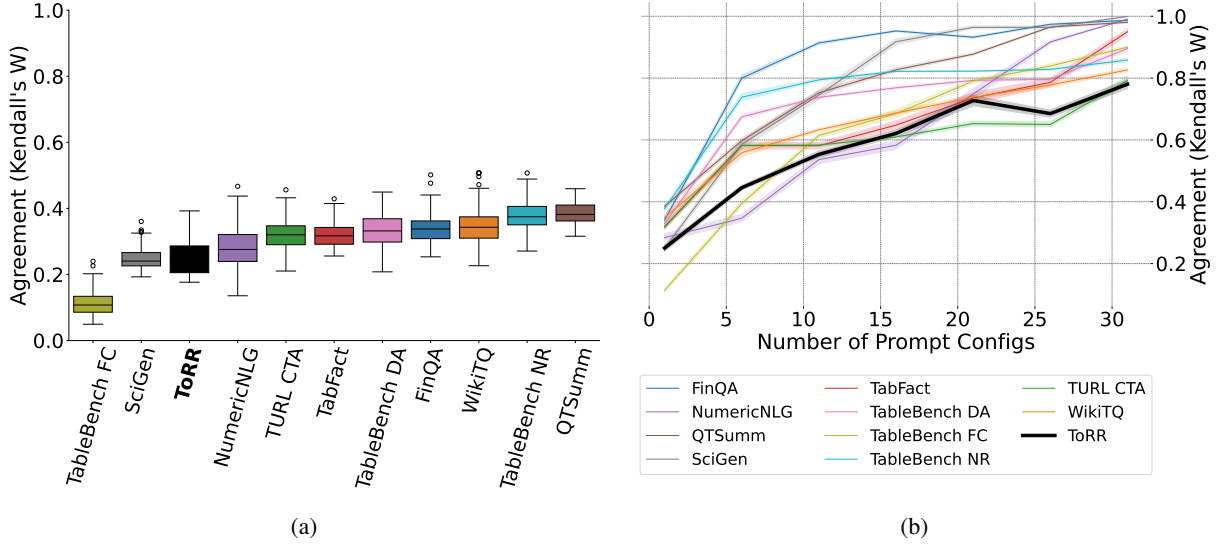 Agreement (Kendall's W)
1.0
0.8
0.6
0.4
0.2
0.0
TableBench FC
SciGen
ToRR
NumericNLG
TURL CTA
TabFact
TableBench DA
FinQA
WikiTQ
TableBench NR
QTSumm
(a)
1.0
0.8
0.6
0.4
0.2
Agreement (Kendall's W)
0 5 10 15 20 25 30
Number of Prompt Configs
FinQA
NumericNLG
QTSumm
SciGen
TabFact
TableBench DA
TableBench FC
TableBench NR
TURL CTA
WikiTQ
ToRR
(b)